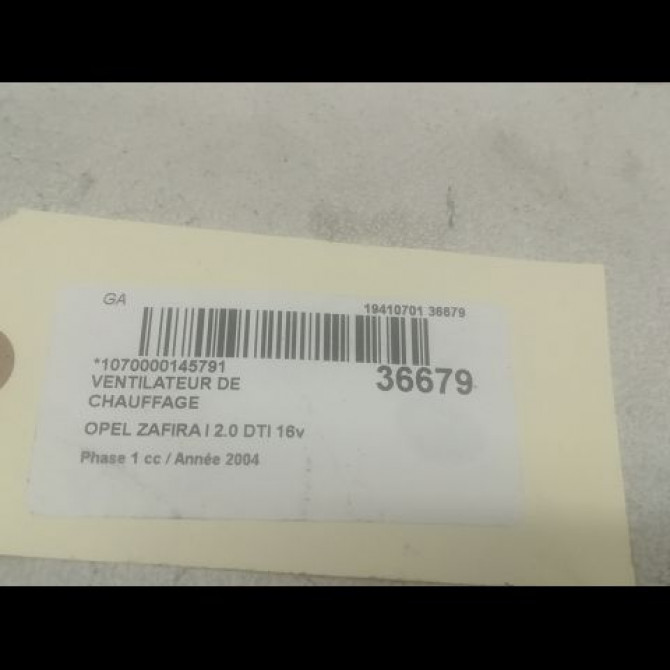 GA
19410701 36679
*1070000145791
36679
VENTILATEUR DE
CHAUFFAGE
OPEL ZAFIRA I 2.0 DTI 16v
Phase 1 cc / Année 2004